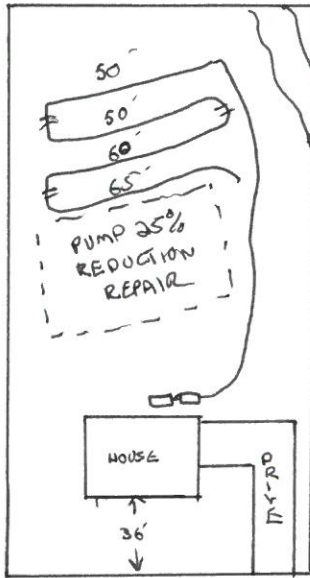 50'
50'
60'
65'
PUMP 25%
REDUCTION
REPAIR
HOUSE
DRIVE
36'